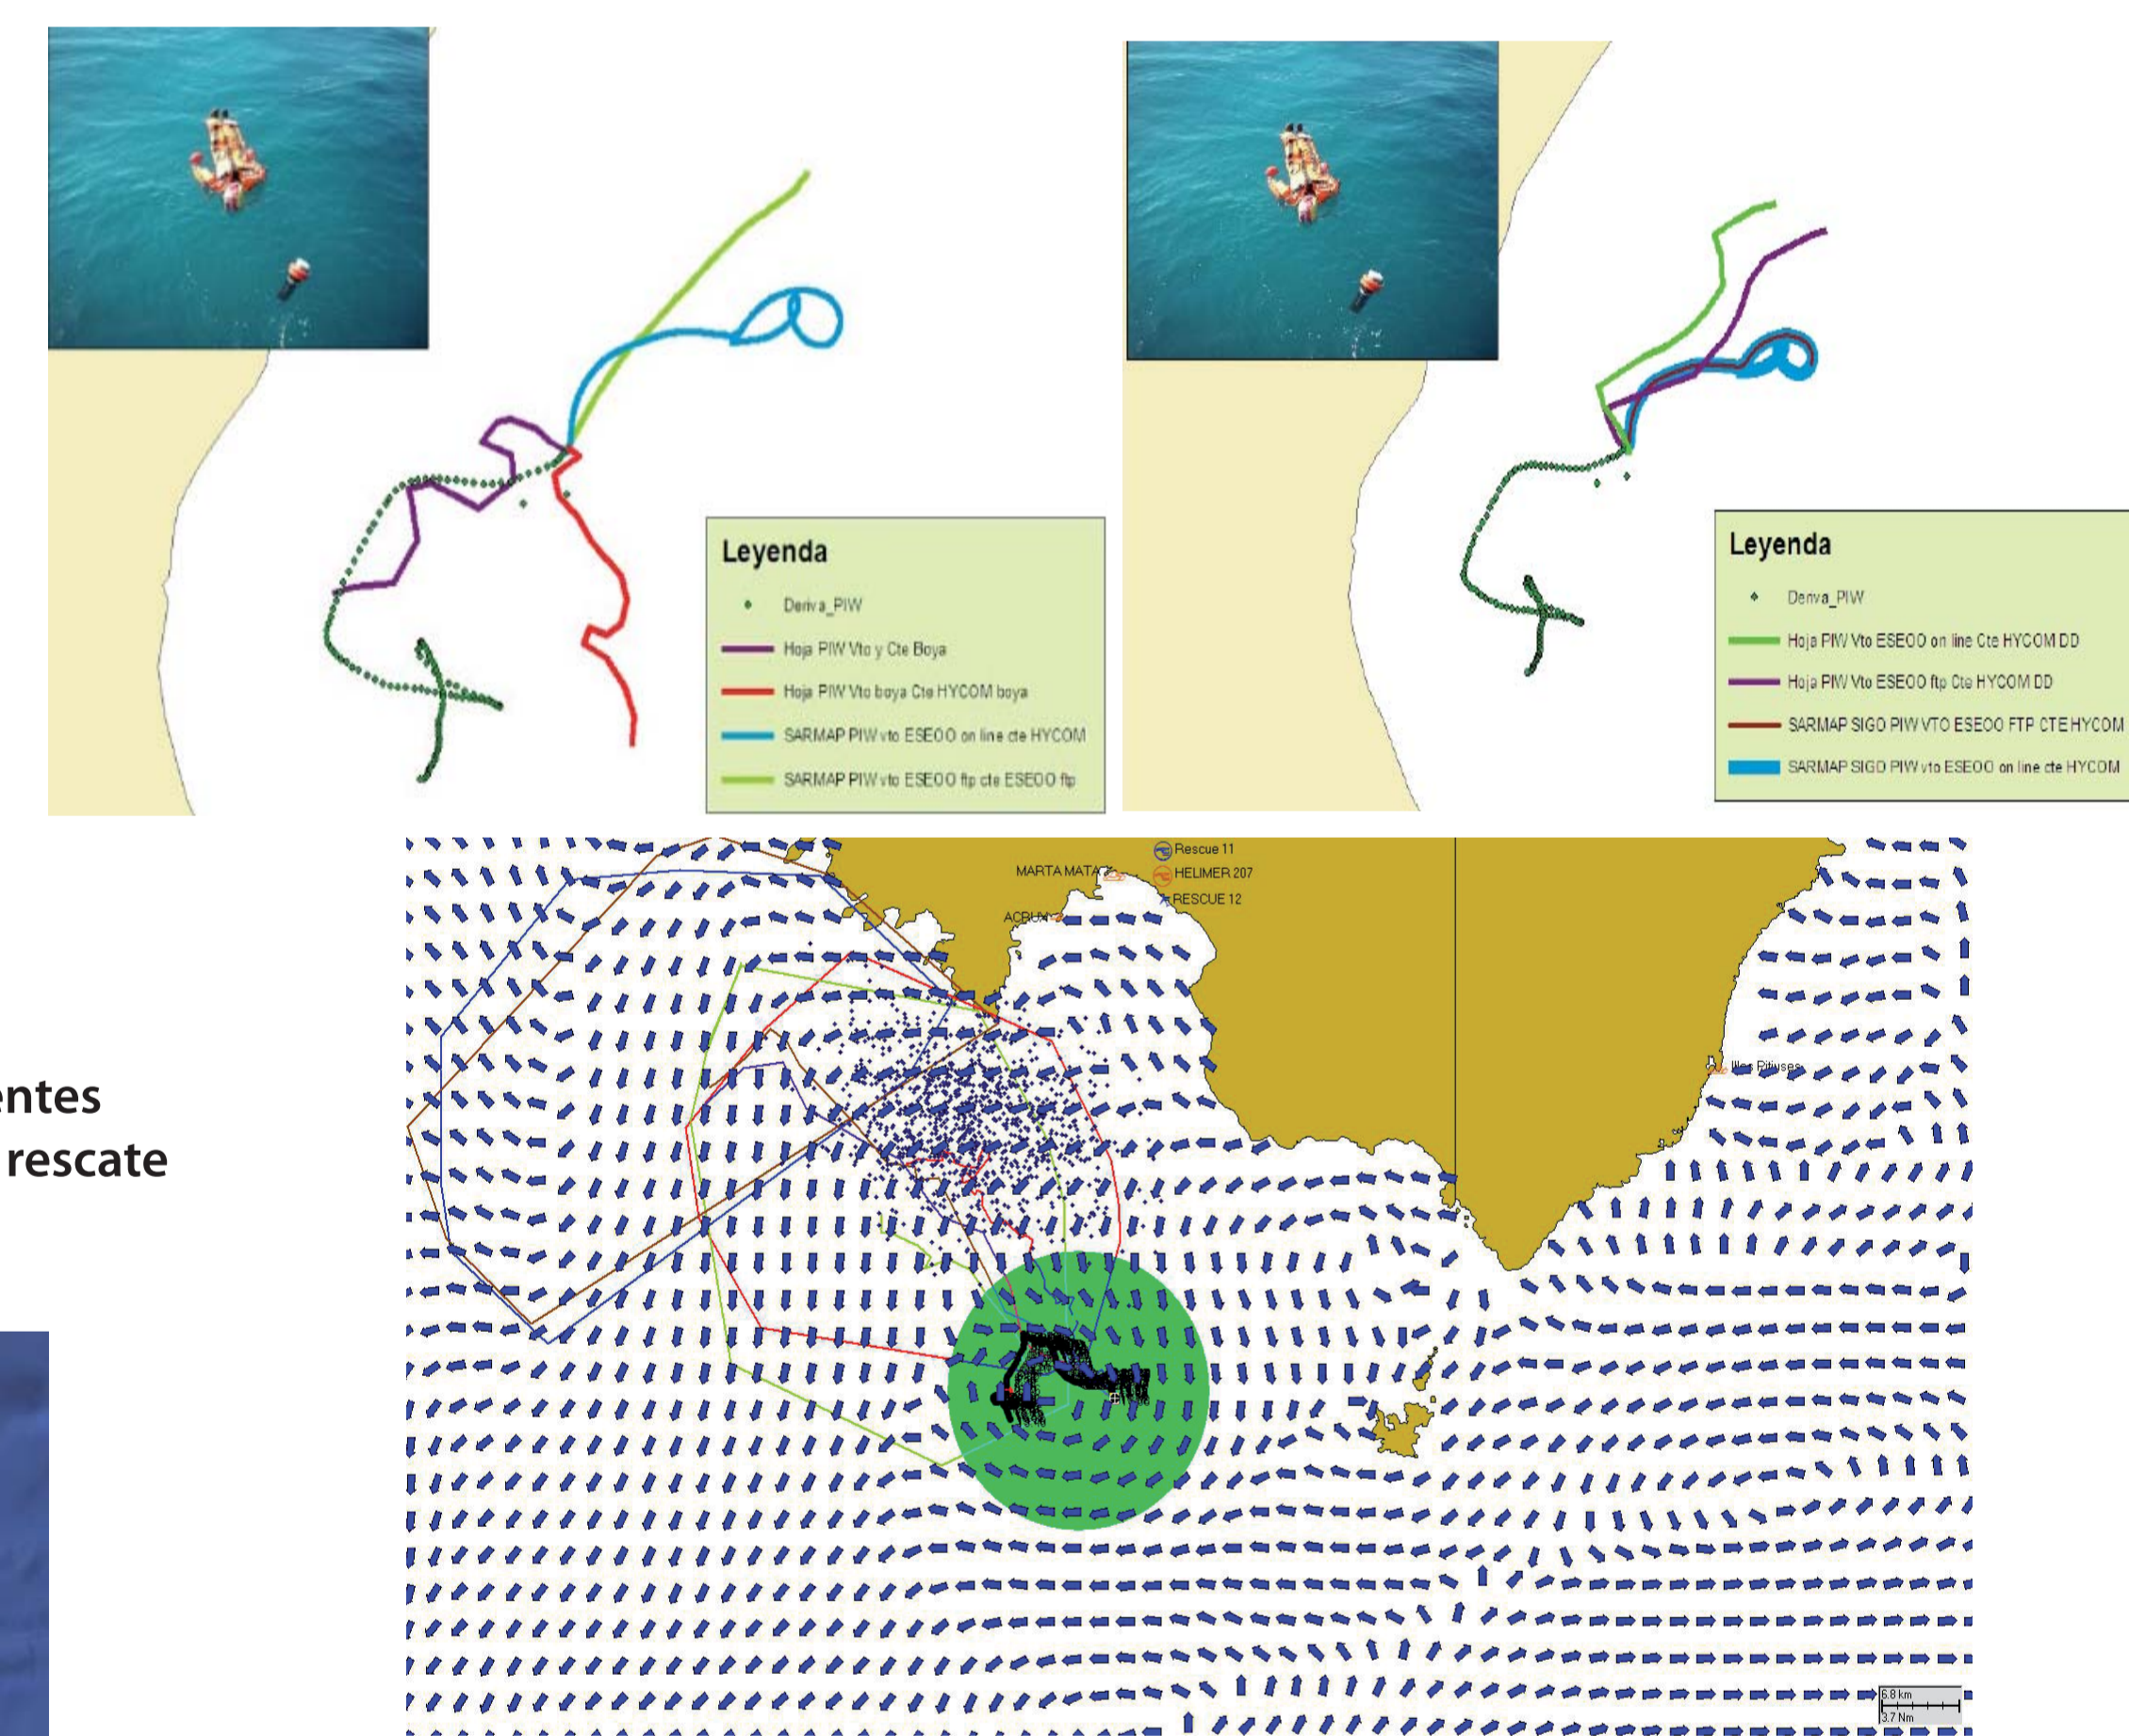 Leyenda
Deriva_PIW
Hoja PIW Vto y Cte Boya
Hoja PIW Vto boya Cte HYCOM boya
SARMAP PIW vto ESEOO on line cte HYCOM
SARMAP PIW vto ESEOO ftp cte ESEOO ftp
Leyenda
Deriva_PIW
Hoja PIW Vto ESEOO on line Cte HYCOM DD
Hoja PIW Vto ESEOO ftp Cte HYCOM DD
SARMAP SIGO PIW VTO ESEOO FTP CTE HYCOM
SARMAP SIGO PIW vto ESEOO on line cte HYCOM
entes
rescate
Rescue 11
MARTA MATA
HELIMER 207
RESCUE 12
ACRUX
Illes Pitiuses
6.8 km
3.7 Nm